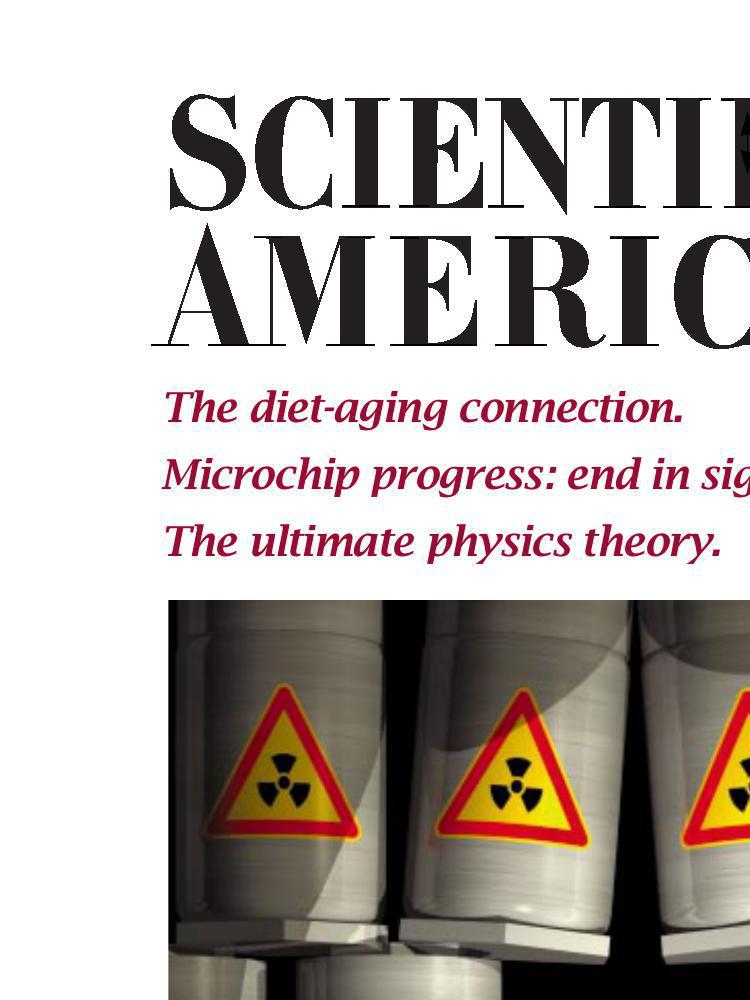 SCIENTI
AMERIC
The diet-aging connection.
Microchip progress: end in sig
The ultimate physics theory.